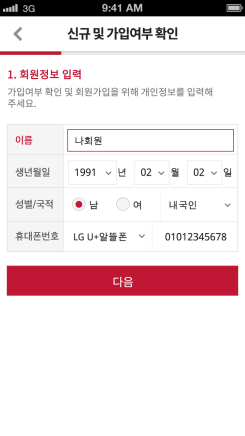 3G 9:41 AM
신규 및 가입여부 확인
1. 회원정보 입력
가입여부 확인 및 회원가입을 위해 개인정보를 입력해
주세요.
이름 나회원
생년월일 1991 년 02 월 02 일
성별/국적 남 여 내국인
휴대폰번호 LG U+알뜰폰 01012345678
다음